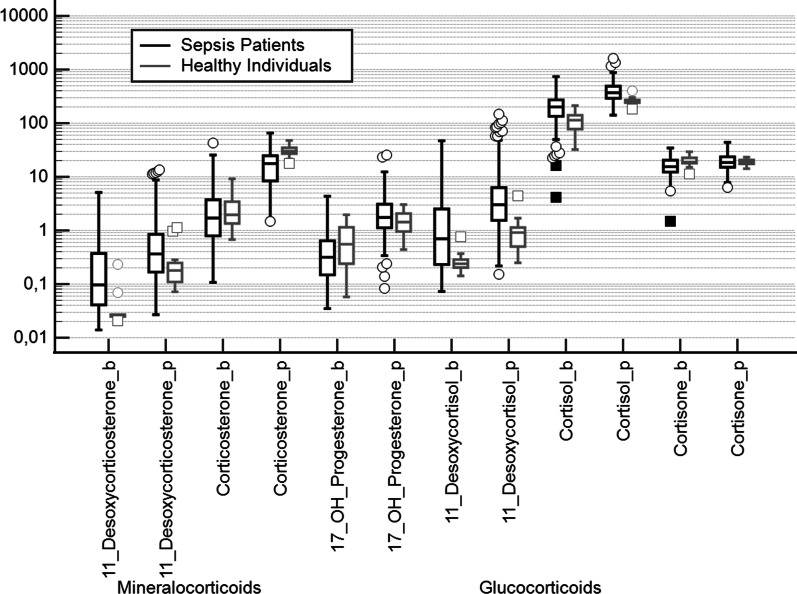 10000
1000
100
10
1
0,1
0,01
Sepsis Patients
Healthy Individuals
11_Desoxycorticosterone_b
11_Desoxycorticosterone_p
Corticosterone_b
Corticosterone_p
17_OH_Progesterone_b
17_OH_Progesterone_p
11_Desoxycortisol_b
11_Desoxycortisol_p
Cortisol_b
Cortisol_p
Cortisone_b
Cortisone_p
Mineralocorticoids
Glucocorticoids